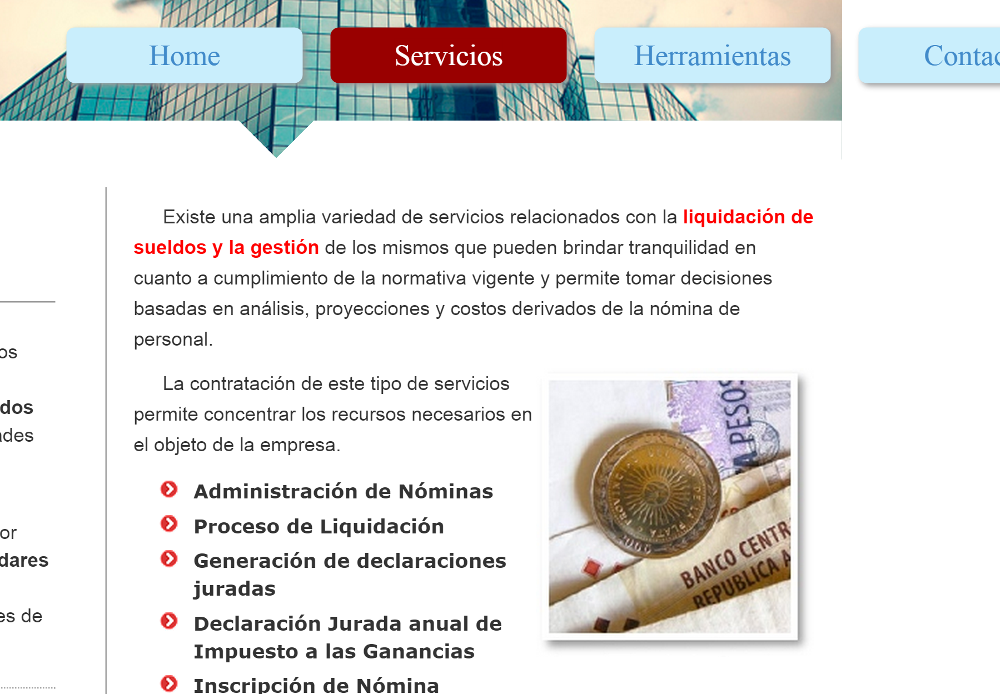 Home
Servicios
Herramientas
Existe una amplia variedad de servicios relacionados con la liquidación de
sueldos y la gestión de los mismos que pueden brindar tranquilidad en
cuanto a cumplimiento de la normativa vigente y permite tomar decisiones
basadas en análisis, proyecciones y costos derivados de la nómina de
personal.
La contratación de este tipo de servicios
permite concentrar los recursos necesarios en
el objeto de la empresa.
Administración de Nóminas
Proceso de Liquidación
Generación de declaraciones
juradas
Declaración Jurada anual de
Impuesto a las Ganancias
Inscripción de Nómina
os
dos
ades
or
dares
es de
PESOS
BANCO CENTR
REPUBLICA A